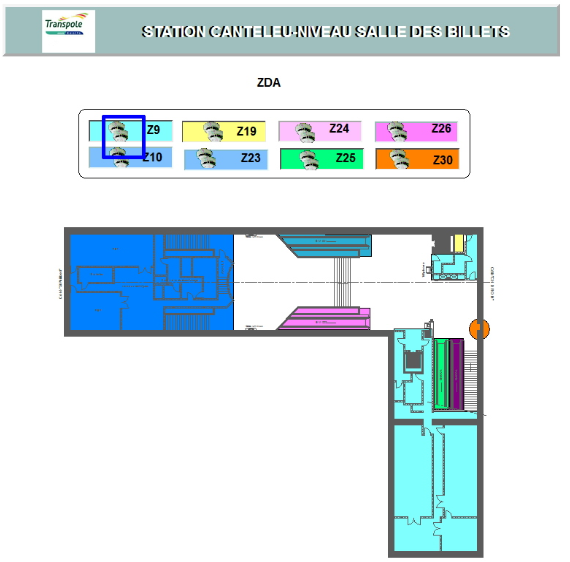 Transpole
STATION CANTELEU-NIVEAU SALLE DES BILLETS
ZDA
Z9
Z19
Z24
Z26
Z10
Z23
Z25
Z30